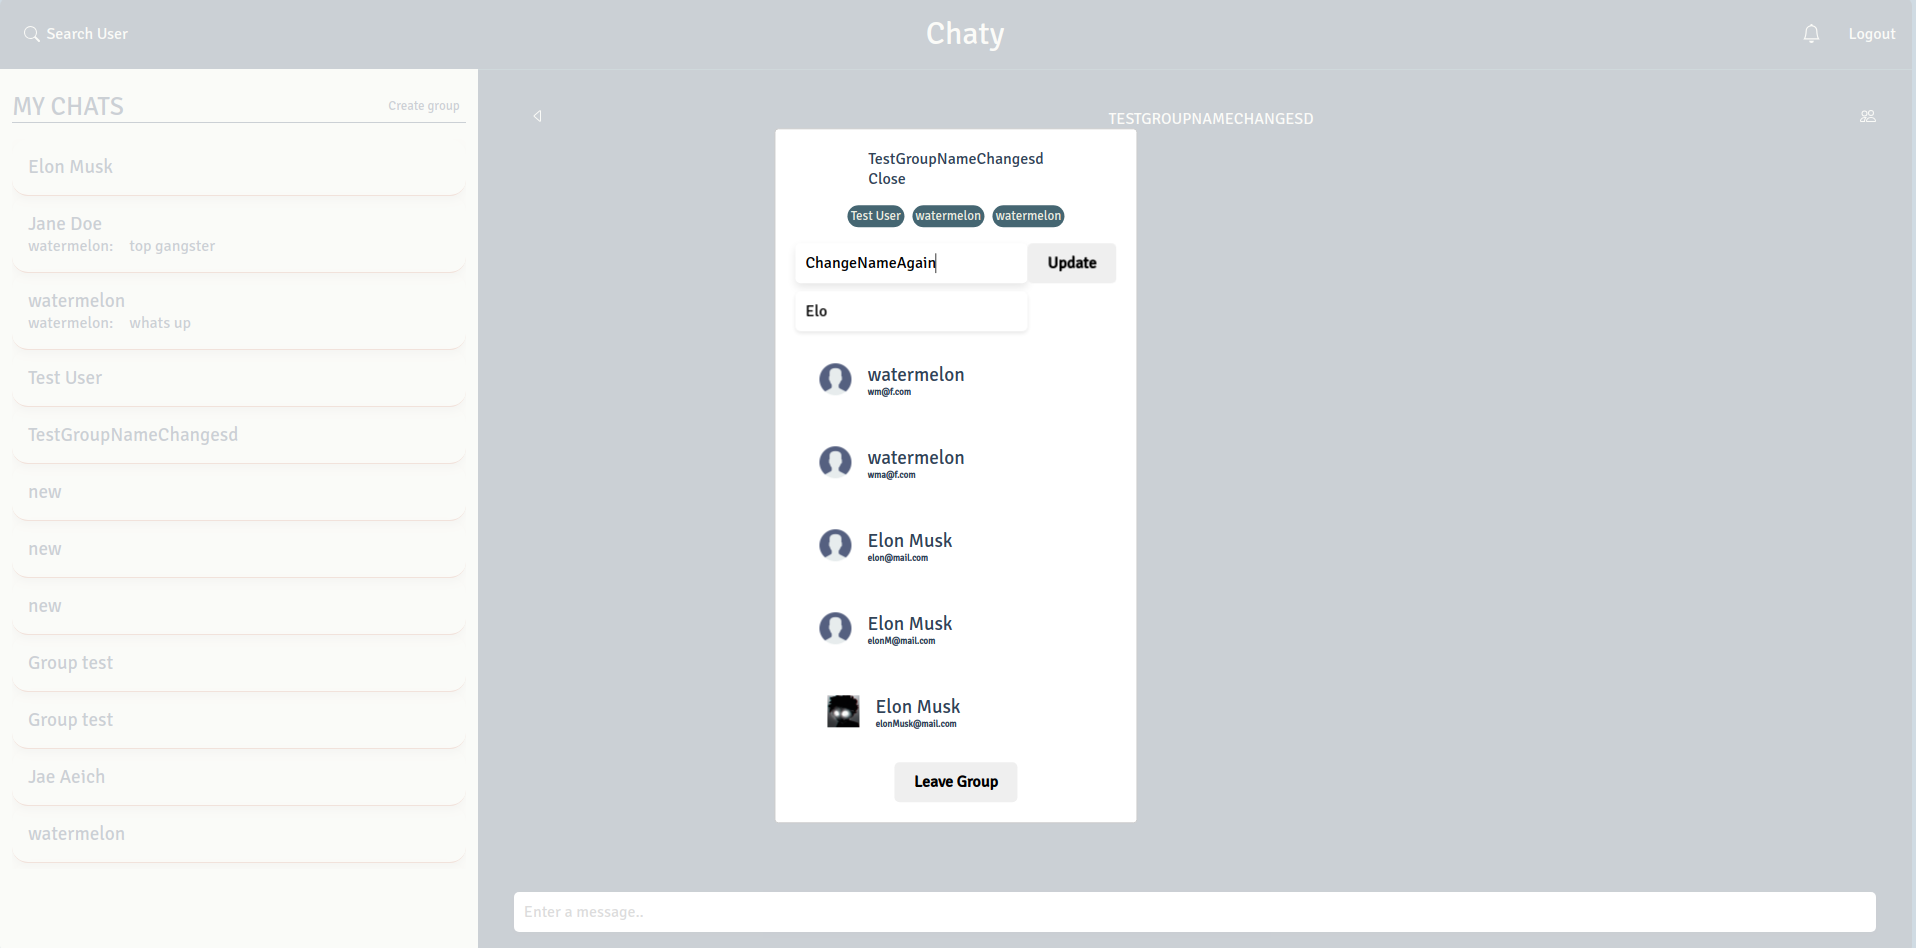 Search User
Chaty
Logout
MY CHATS
Create group
Elon Musk
Jane Doe
watermelon: top gangster
watermelon
watermelon: whats up
Test User
TestGroupNameChangesd
new
new
new
Group test
Group test
Jae Aeich
watermelon
TESTGROUPNAMECHANGESD
TestGroupNameChangesd
Close
Test User watermelon watermelon
ChangeNameAgain Update
Elo
watermelon
wm@f.com
watermelon
wma@f.com
Elon Musk
elon@mail.com
Elon Musk
elonM@mail.com
Elon Musk
elonMusk@mail.com
Leave Group
Enter a message..